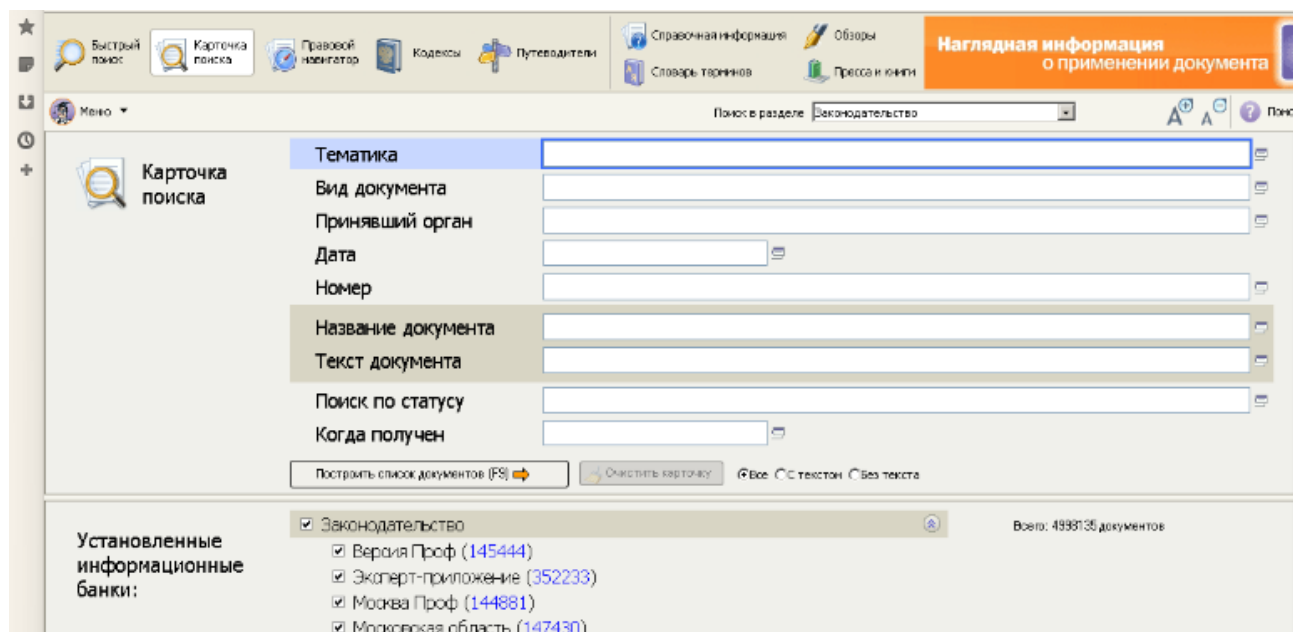 Быстрый
поиск
Карточка
поиска
Правовой
навигатор
Кодексы
Путеводители
Справочная информация
Обзоры
Словарь терминов
Пресса и книги
Наглядная информация
о применении документа
Меню
Поиск в разделе Законодательство
Карточка
поиска
Тематика
Вид документа
Принявший орган
Дата
Номер
Название документа
Текст документа
Поиск по статусу
Когда получен
Построить список документов (F9)
Очистить карточку
Все С текстом Без текста
Установленные
информационные
банки:
Законодательство
Всего: 4998135 документов
Версия Проф (145444)
Эксперт-приложение (352233)
Москва Проф (144881)
Московская область (147430)